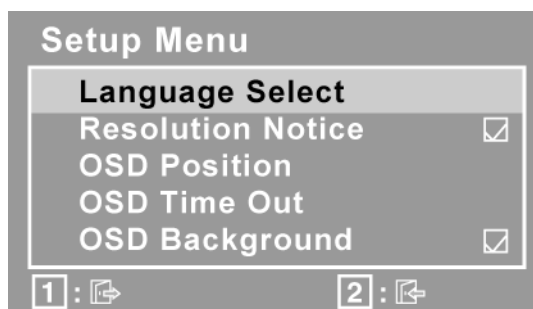 Setup Menu
Language Select
Resolution Notice
OSD Position
OSD Time Out
OSD Background
1 : 2 :